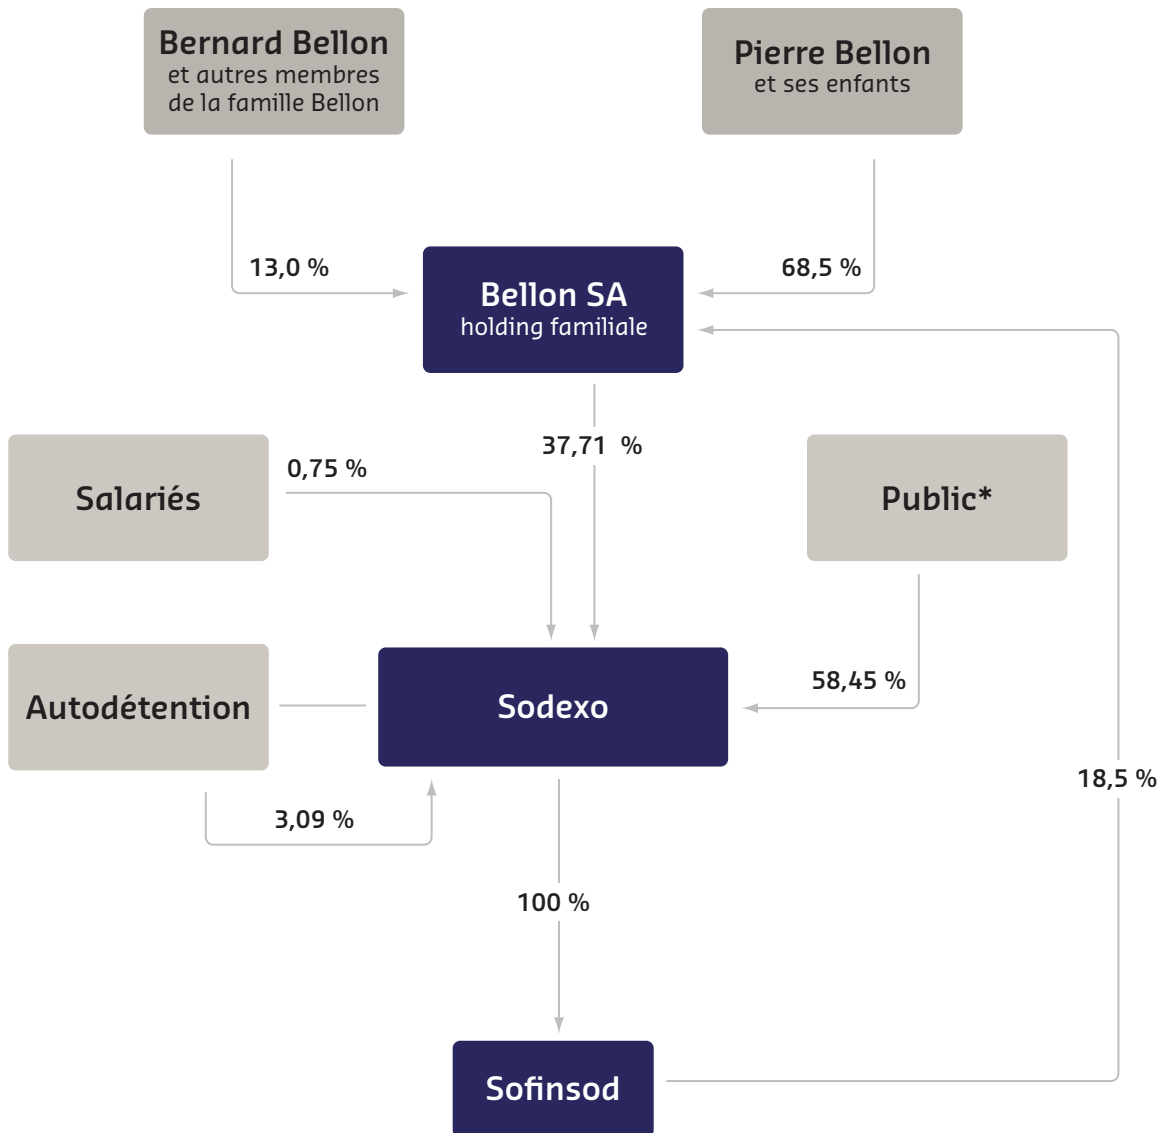 Bernard Bellon
et autres membres
de la famille Bellon
Pierre Bellon
et ses enfants
13,0 %
68,5 %
Bellon SA
holding familiale
37,71 %
0,75 %
Salariés
Public*
Autodétention
Sodexo
58,45 %
18,5 %
3,09 %
100 %
Sofinsod